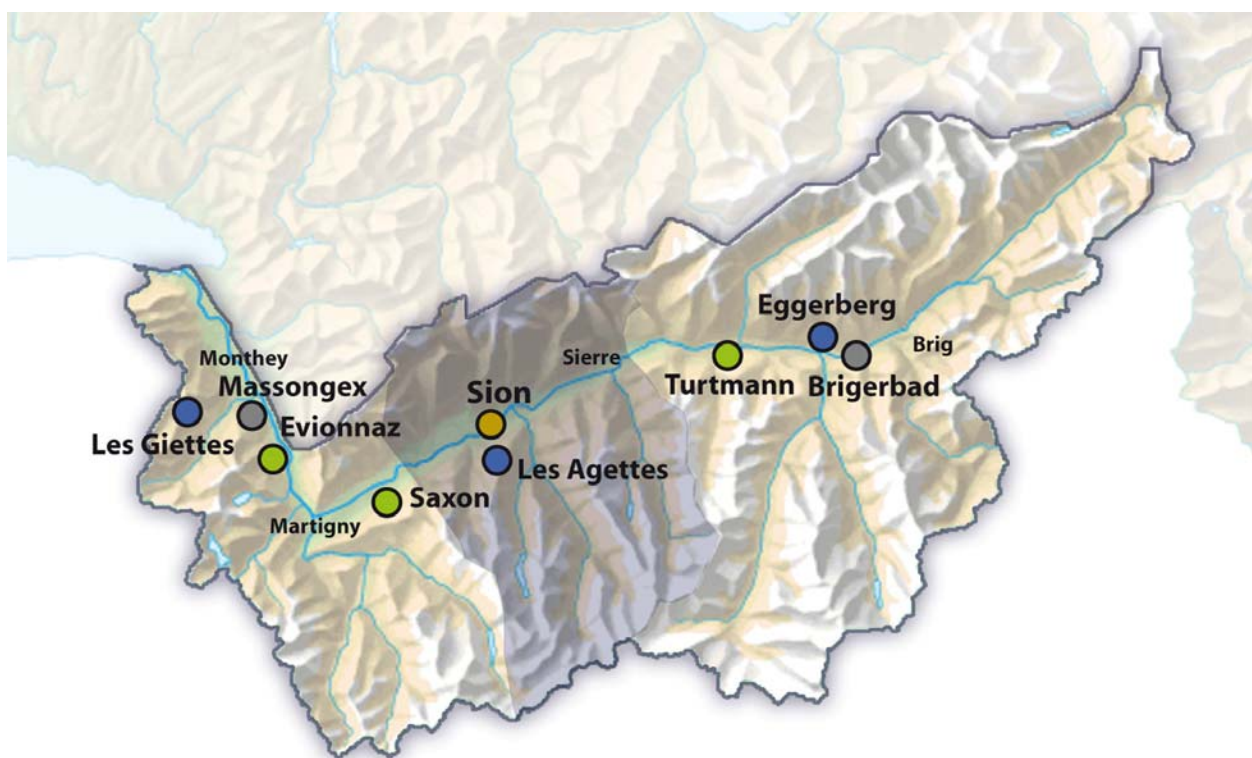 Eggerberg
Brig
Sierre
Monthey
Turtmann
Brigerbad
Massongex
Sion
Evionnaz
Les Giettes
Les Agettes
Saxon
Martigny